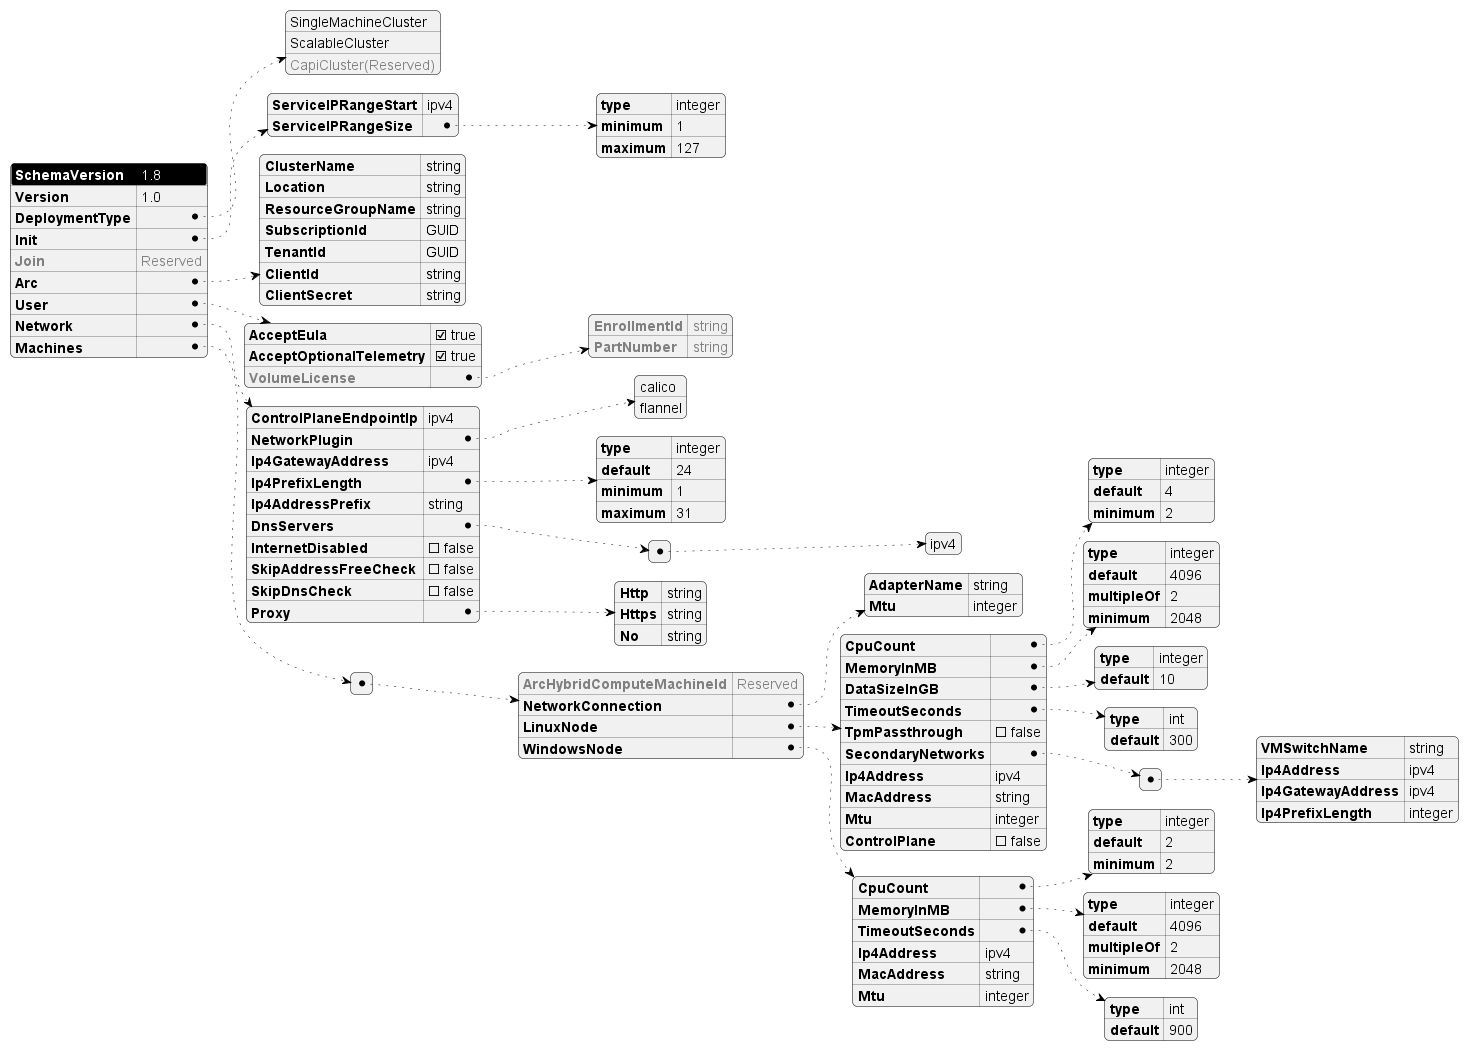 SingleMachineCluster
ScalableCluster
CapiCluster(Reserved)
ServiceIPRangeStart ipv4
ServiceIPRangeSize
type integer
minimum 1
maximum 127
SchemaVersion 1.8
Version 1.0
DeploymentType
Init
Join Reserved
Arc
User
Network
Machines
ClusterName string
Location string
ResourceGroupName string
SubscriptionId GUID
TenantId GUID
ClientId string
ClientSecret string
AcceptEula true
AcceptOptionalTelemetry true
VolumeLicense
EnrollmentId string
PartNumber string
ControlPlaneEndpointIp ipv4
NetworkPlugin
Ip4GatewayAddress ipv4
Ip4PrefixLength
Ip4AddressPrefix string
DnsServers
InternetDisabled false
SkipAddressFreeCheck false
SkipDnsCheck false
Proxy
calico
flannel
type integer
default 24
minimum 1
maximum 31
ipv4
Http string
Https string
No string
ArcHybridComputeMachineId Reserved
NetworkConnection
LinuxNode
WindowsNode
AdapterName string
Mtu integer
CpuCount
MemoryInMB
DataSizeInGB
TimeoutSeconds
TpmPassthrough false
SecondaryNetworks
Ip4Address ipv4
MacAddress string
Mtu integer
ControlPlane false
type integer
default 4
minimum 2
type integer
default 4096
multipleOf 2
minimum 2048
type integer
default 10
type int
default 300
VMSwitchName string
Ip4Address ipv4
Ip4GatewayAddress ipv4
Ip4PrefixLength integer
CpuCount
MemoryInMB
TimeoutSeconds
Ip4Address ipv4
MacAddress string
Mtu integer
type integer
default 2
minimum 2
type integer
default 4096
multipleOf 2
minimum 2048
type int
default 900